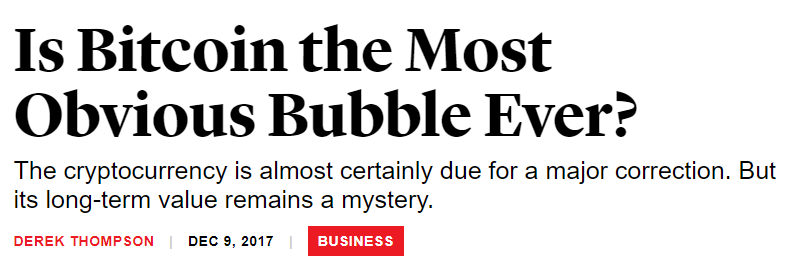 Is Bitcoin the Most
Obvious Bubble Ever?
The cryptocurrency is almost certainly due for a major correction. But
its long-term value remains a mystery.
DEREK THOMPSON | DEC 9, 2017 | BUSINESS